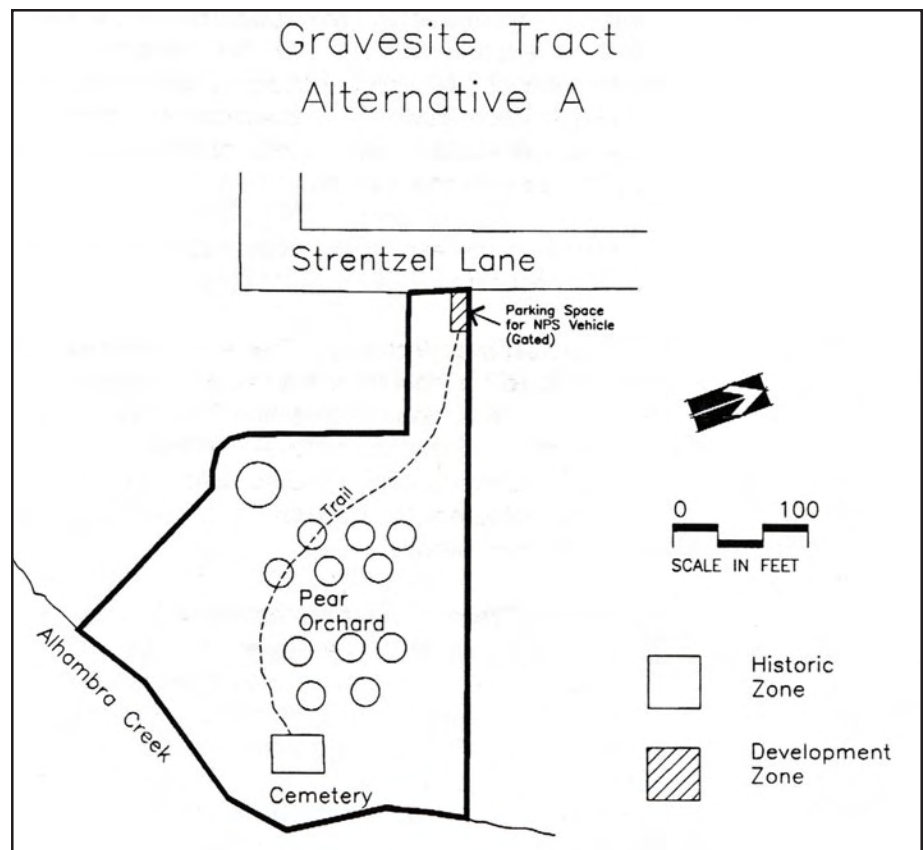 Gravesite Tract
Alternative A
Strentzel Lane
Parking Space
for NPS Vehicle
(Gated)
Trail
Pear
Orchard
Alhambra Creek
Cemetery
0 100
SCALE IN FEET
Historic
Zone
Development
Zone